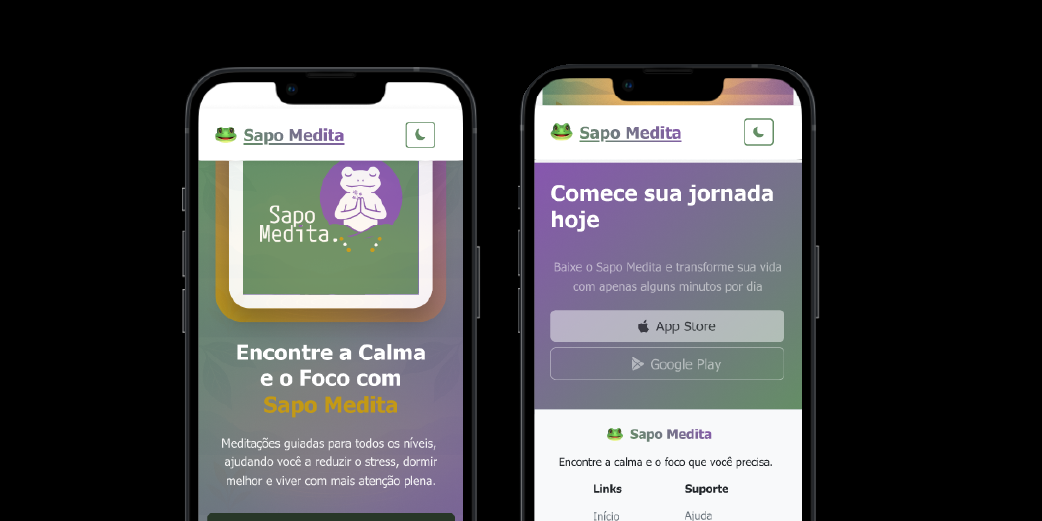 Sapo Medita
Sapo
Medita.
Encontre a Calma
e o Foco com
Sapo Medita
Meditações guiadas para todos os níveis,
ajudando você a reduzir o stress, dormir
melhor e viver com mais atenção plena.
Sapo Medita
Comece sua jornada
hoje
Baixe o Sapo Medita e transforme sua vida
com apenas alguns minutos por dia
App Store
Google Play
Sapo Medita
Encontre a calma e o foco que você precisa.
Links
Suporte
Início
Ajuda